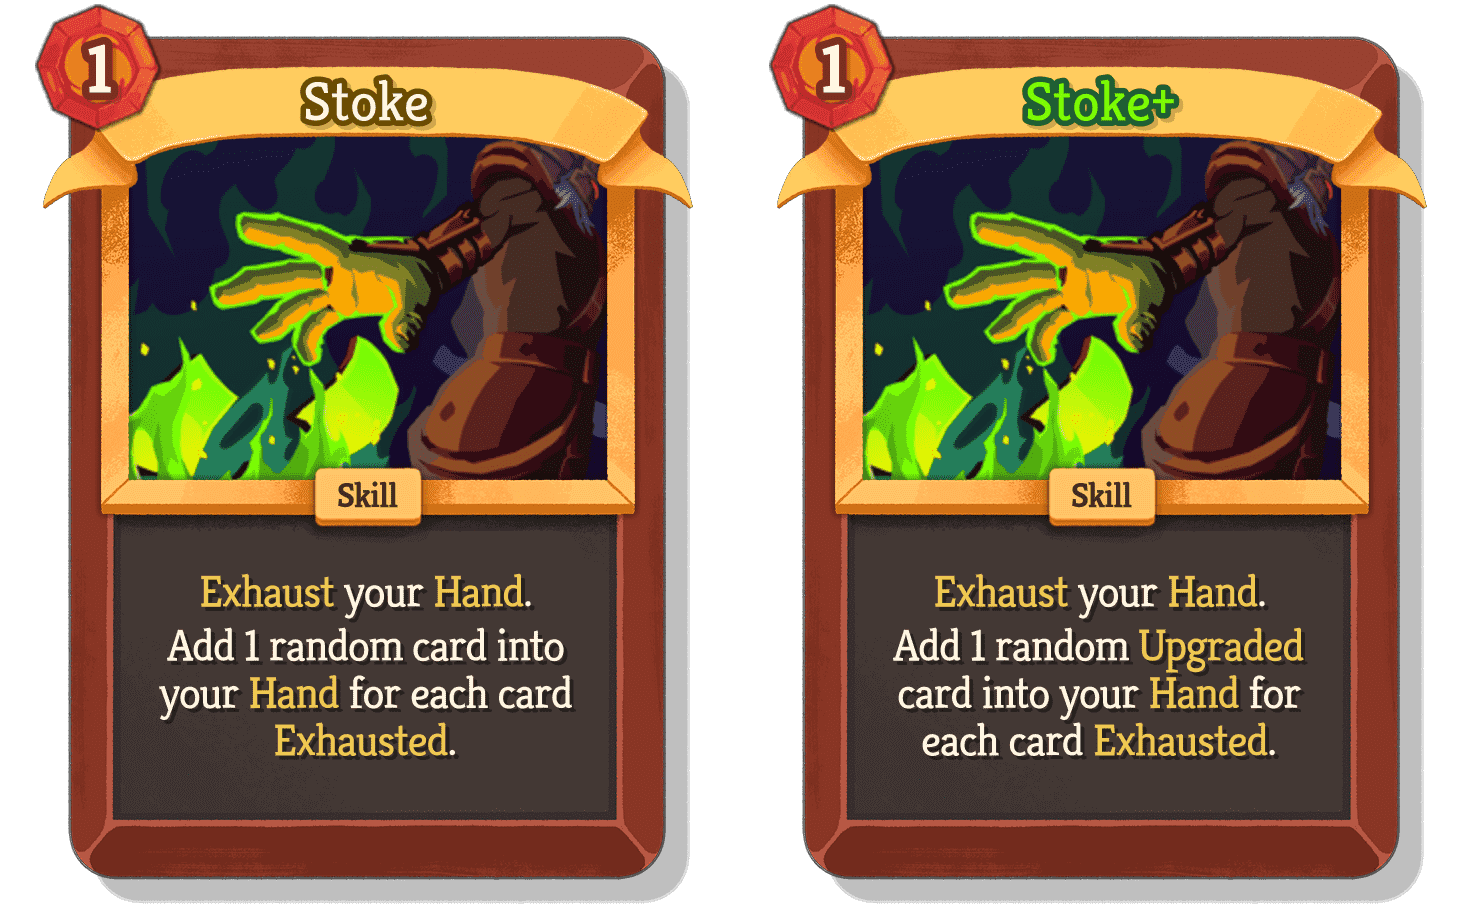 1
Stoke
Skill
Exhaust your Hand.
Add 1 random card into
your Hand for each card
Exhausted.
1
Stoke+
Skill
Exhaust your Hand.
Add 1 random Upgraded
card into your Hand for
each card Exhausted.